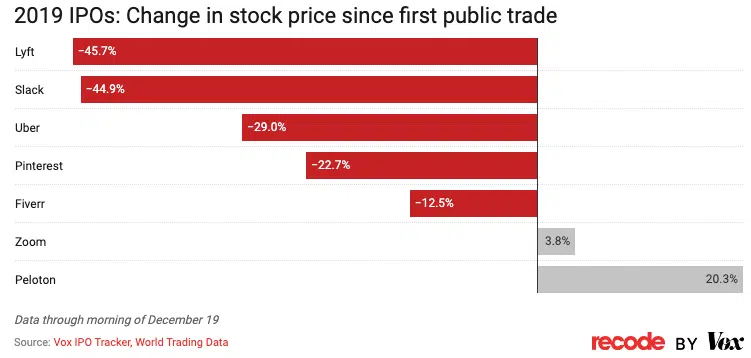 2019 IPOs: Change in stock price since first public trade
Lyft −45.7%
Slack −44.9%
Uber −29.0%
Pinterest −22.7%
Fiverr −12.5%
Zoom 3.8%
Peloton 20.3%
Data through morning of December 19
Source: Vox IPO Tracker, World Trading Data
recode BY Vox